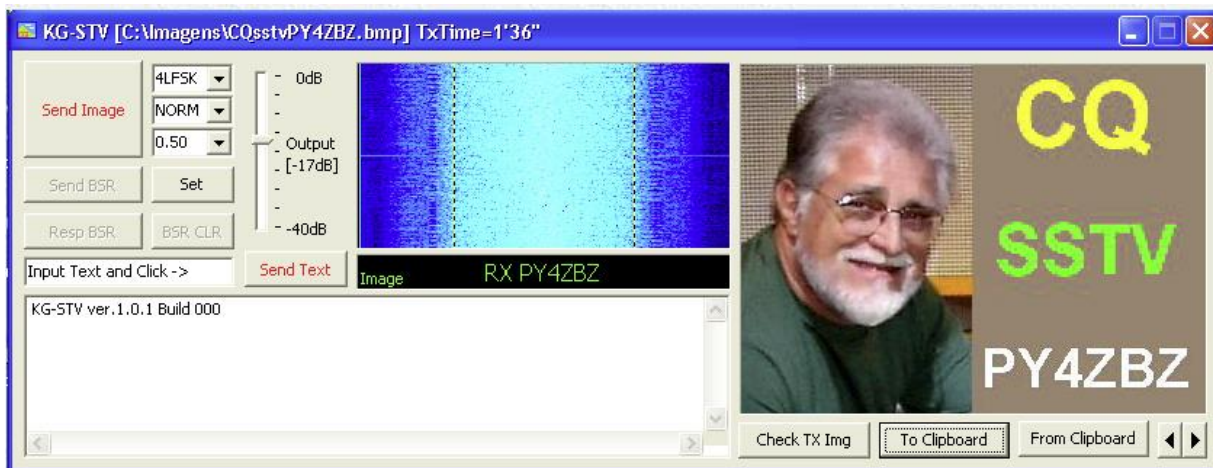 KG-STV [C:\Imagens\CQsstvPY4ZBZ.bmp] TxTime=1'36"
Send Image
4LFSK
NORM
0.50
0dB
Output
[-17dB]
-40dB
Send BSR
Set
Resp BSR
BSR CLR
Input Text and Click ->
Send Text
Image
RX PY4ZBZ
KG-STV ver.1.0.1 Build 000
CQ
SSTV
PY4ZBZ
Check TX Img
To Clipboard
From Clipboard